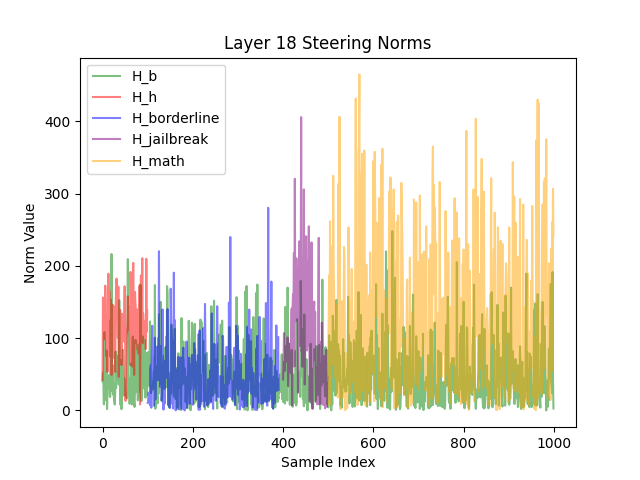 Layer 18 Steering Norms
H_b
H_h
H_borderline
H_jailbreak
H_math
Norm Value
400
300
200
100
0
0 200 400 600 800 1000
Sample Index